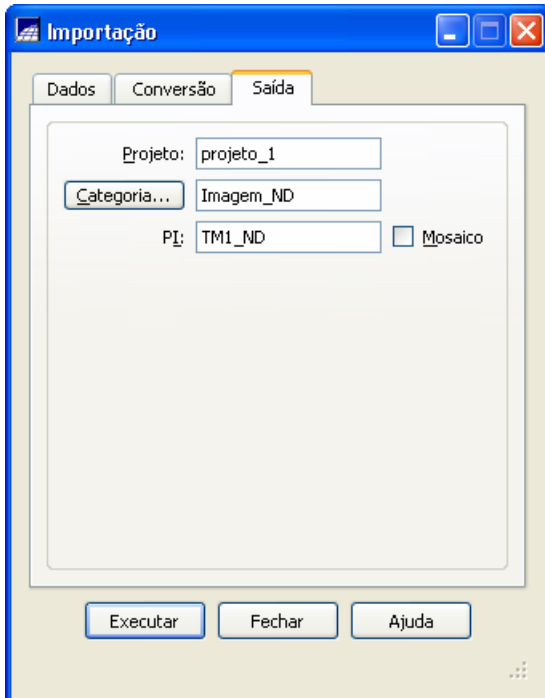 Importação
Dados Conversão Saída
Projeto: projeto_1
Categoria... Imagem_ND
PI: TM1_ND Mosaico
Executar Fechar Ajuda